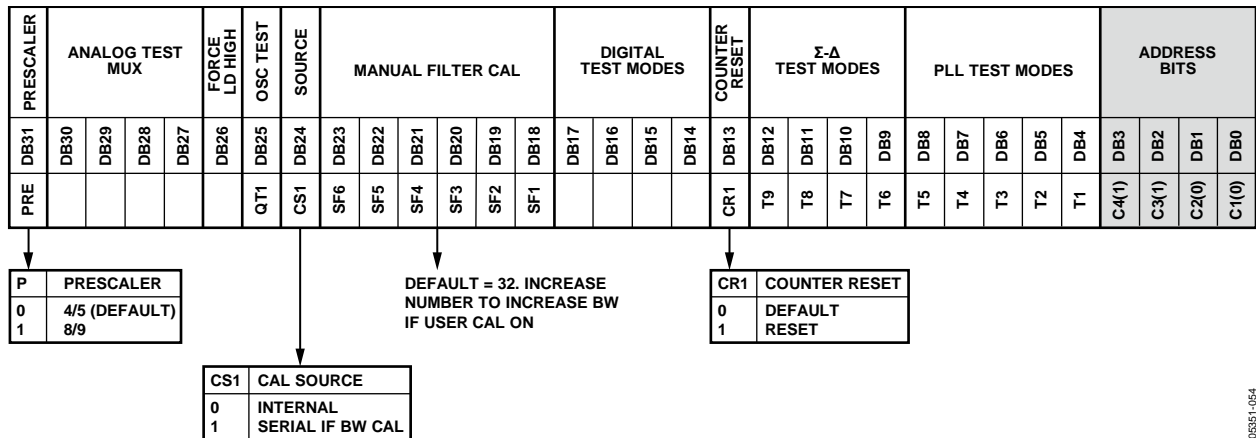 PRESCALER
ANALOG TEST
MUX
FORCE
LD HIGH
OSC TEST
SOURCE
MANUAL FILTER CAL
DIGITAL
TEST MODES
COUNTER
RESET
Σ-Δ
TEST MODES
PLL TEST MODES
ADDRESS
BITS
DB31 DB30 DB29 DB28 DB27 DB26 DB25 DB24 DB23 DB22 DB21 DB20 DB19 DB18 DB17 DB16 DB15 DB14 DB13 DB12 DB11 DB10 DB9 DB8 DB7 DB6 DB5 DB4 DB3 DB2 DB1 DB0
PRE QT1 CS1 SF6 SF5 SF4 SF3 SF2 SF1 CR1 T9 T8 T7 T6 T5 T4 T3 T2 T1 C4(1) C3(1) C2(0) C1(0)
P PRESCALER
0 4/5 (DEFAULT)
1 8/9
DEFAULT = 32. INCREASE
NUMBER TO INCREASE BW
IF USER CAL ON
CR1 COUNTER RESET
0 DEFAULT
1 RESET
CS1 CAL SOURCE
0 INTERNAL
1 SERIAL IF BW CAL
05351-054